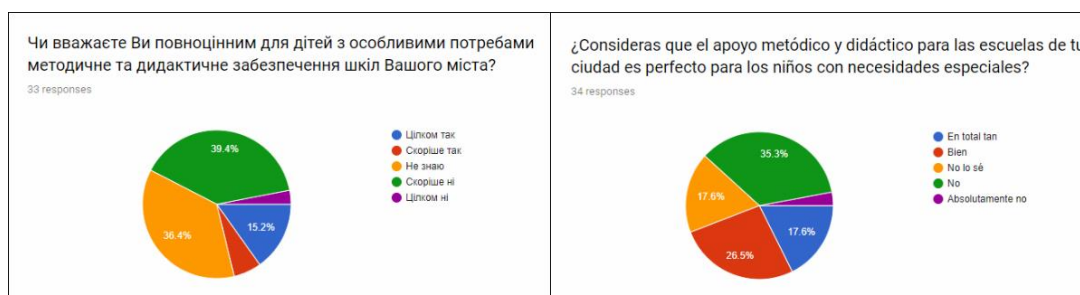 Чи вважаєте Ви повноцінним для дітей з особливими потребами
методичне та дидактичне забезпечення шкіл Вашого міста?
33 responses
39.4%
36.4%
15.2%
Цілком так
Скоріше так
Не знаю
Скоріше ні
Цілком ні
¿Consideras que el apoyo metódico y didáctico para las escuelas de tu
ciudad es perfecto para los niños con necesidades especiales?
34 responses
35.3%
17.6%
17.6%
26.5%
En total tan
Bien
No lo sé
No
Absolutamente no